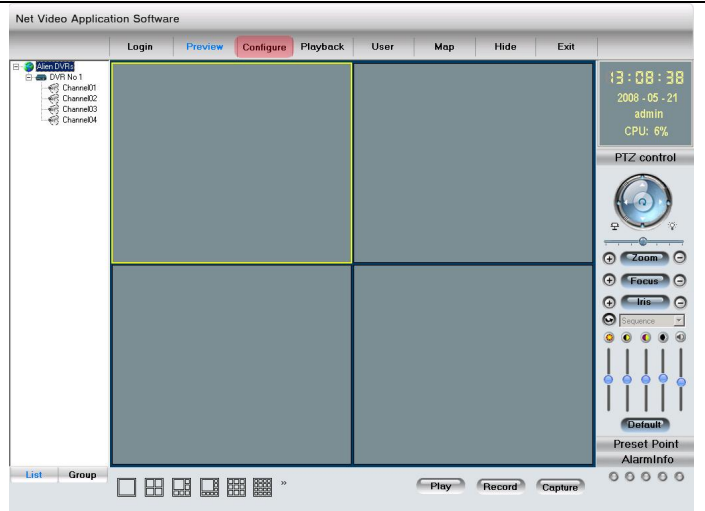 Net Video Application Software
Login Preview Configure Playback User Map Hide Exit
Alien DVRs
DVR No 1
Channel01
Channel02
Channel03
Channel04
13:08:38
2008 - 05 - 21
admin
CPU: 6%
PTZ control
Zoom
Focus
Iris
Sequence
Default
Preset Point
AlarmInfo
List Group
» Play Record Capture